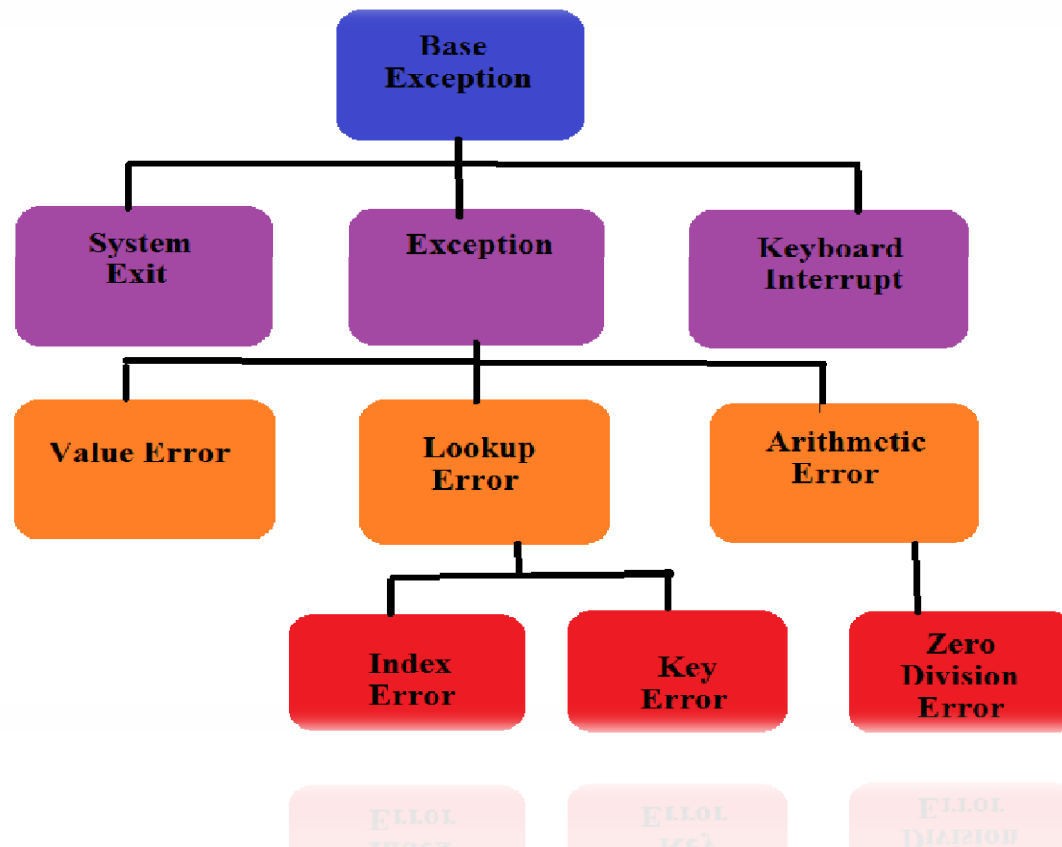 Base
Exception
System
Exit
Exception
Keyboard
Interrupt
Value Error
Lookup
Error
Arithmetic
Error
Index
Error
Key
Error
Zero
Division
Error